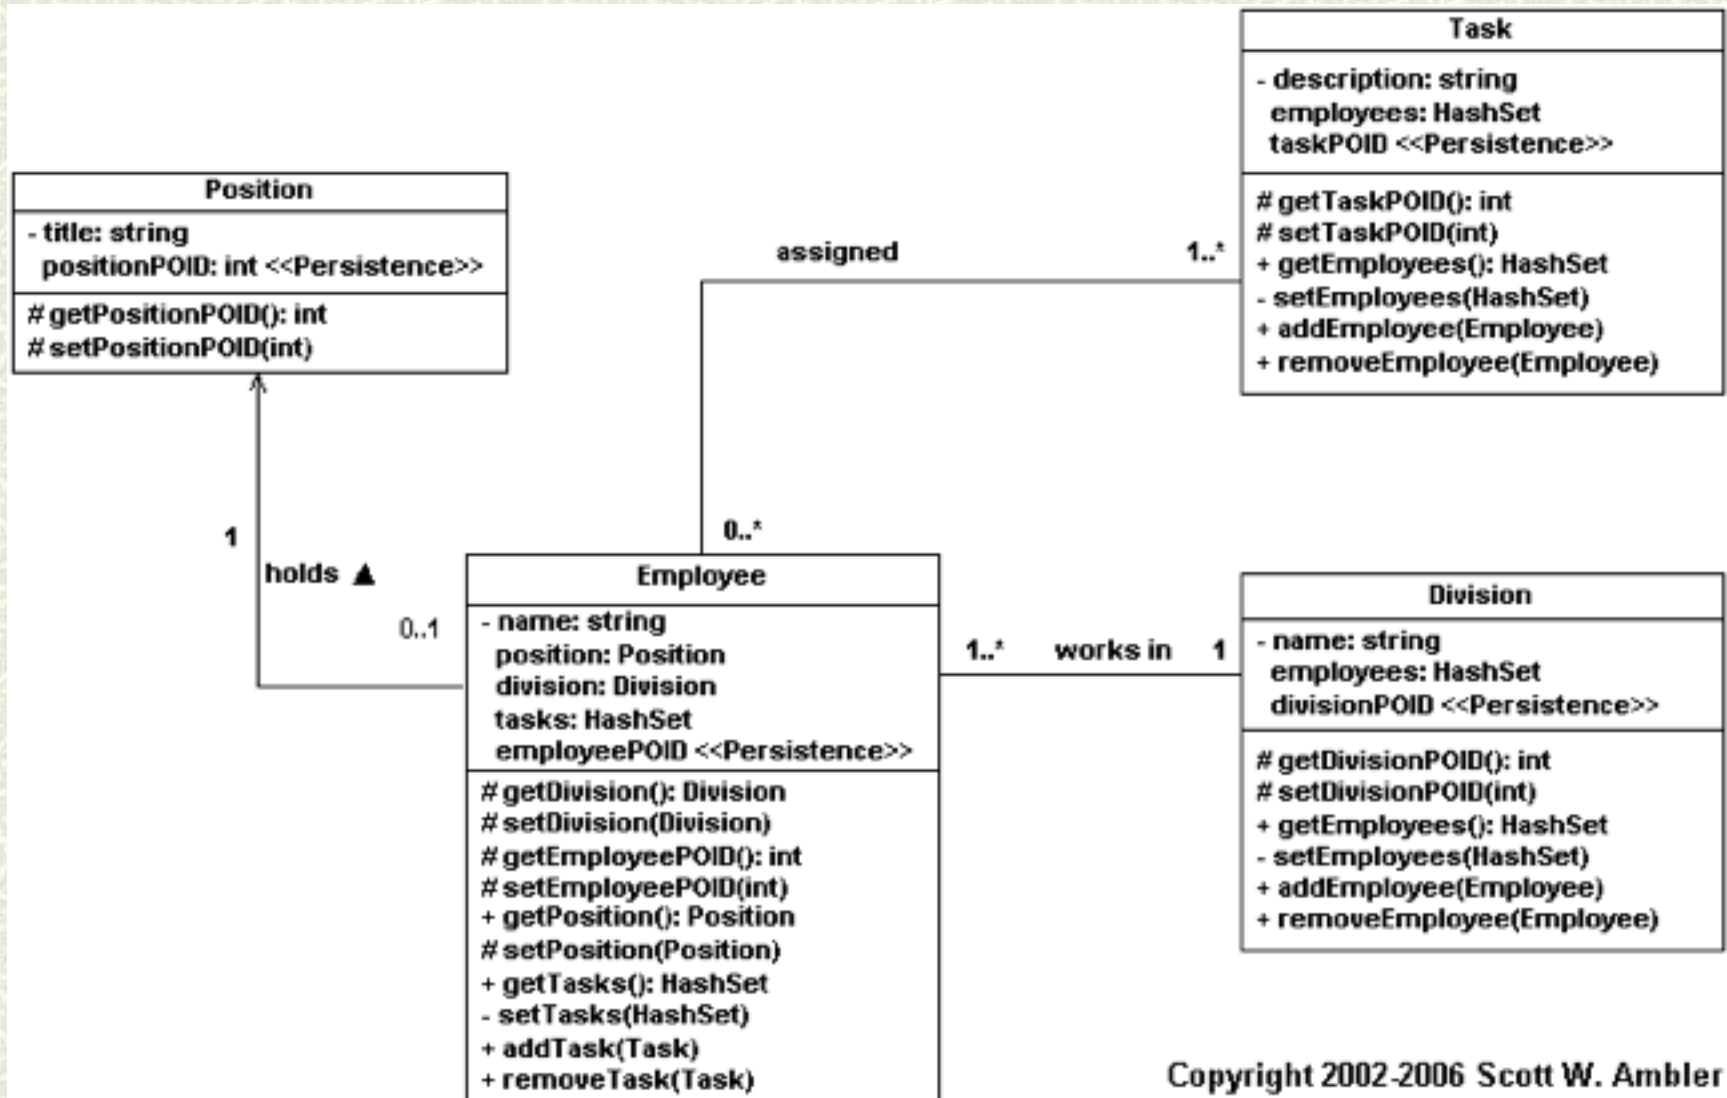 Task
- description: string
employees: HashSet
taskPOID <<Persistence>>
# getTaskPOID(): int
# setTaskPOID(int)
+ getEmployees(): HashSet
- setEmployees(HashSet)
+ addEmployee(Employee)
+ removeEmployee(Employee)
Position
- title: string
positionPOID: int <<Persistence>>
# getPositionPOID(): int
# setPositionPOID(int)
assigned
1..*
0..*
1
holds ▲
0..1
Employee
- name: string
position: Position
division: Division
tasks: HashSet
employeePOID <<Persistence>>
# getDivision(): Division
# setDivision(Division)
# getEmployeePOID(): int
# setEmployeePOID(int)
+ getPosition(): Position
# setPosition(Position)
+ getTasks(): HashSet
- setTasks(HashSet)
+ addTask(Task)
+ removeTask(Task)
1..* works in 1
Division
- name: string
employees: HashSet
divisionPOID <<Persistence>>
# getDivisionPOID(): int
# setDivisionPOID(int)
+ getEmployees(): HashSet
- setEmployees(HashSet)
+ addEmployee(Employee)
+ removeEmployee(Employee)
Copyright 2002-2006 Scott W. Ambler